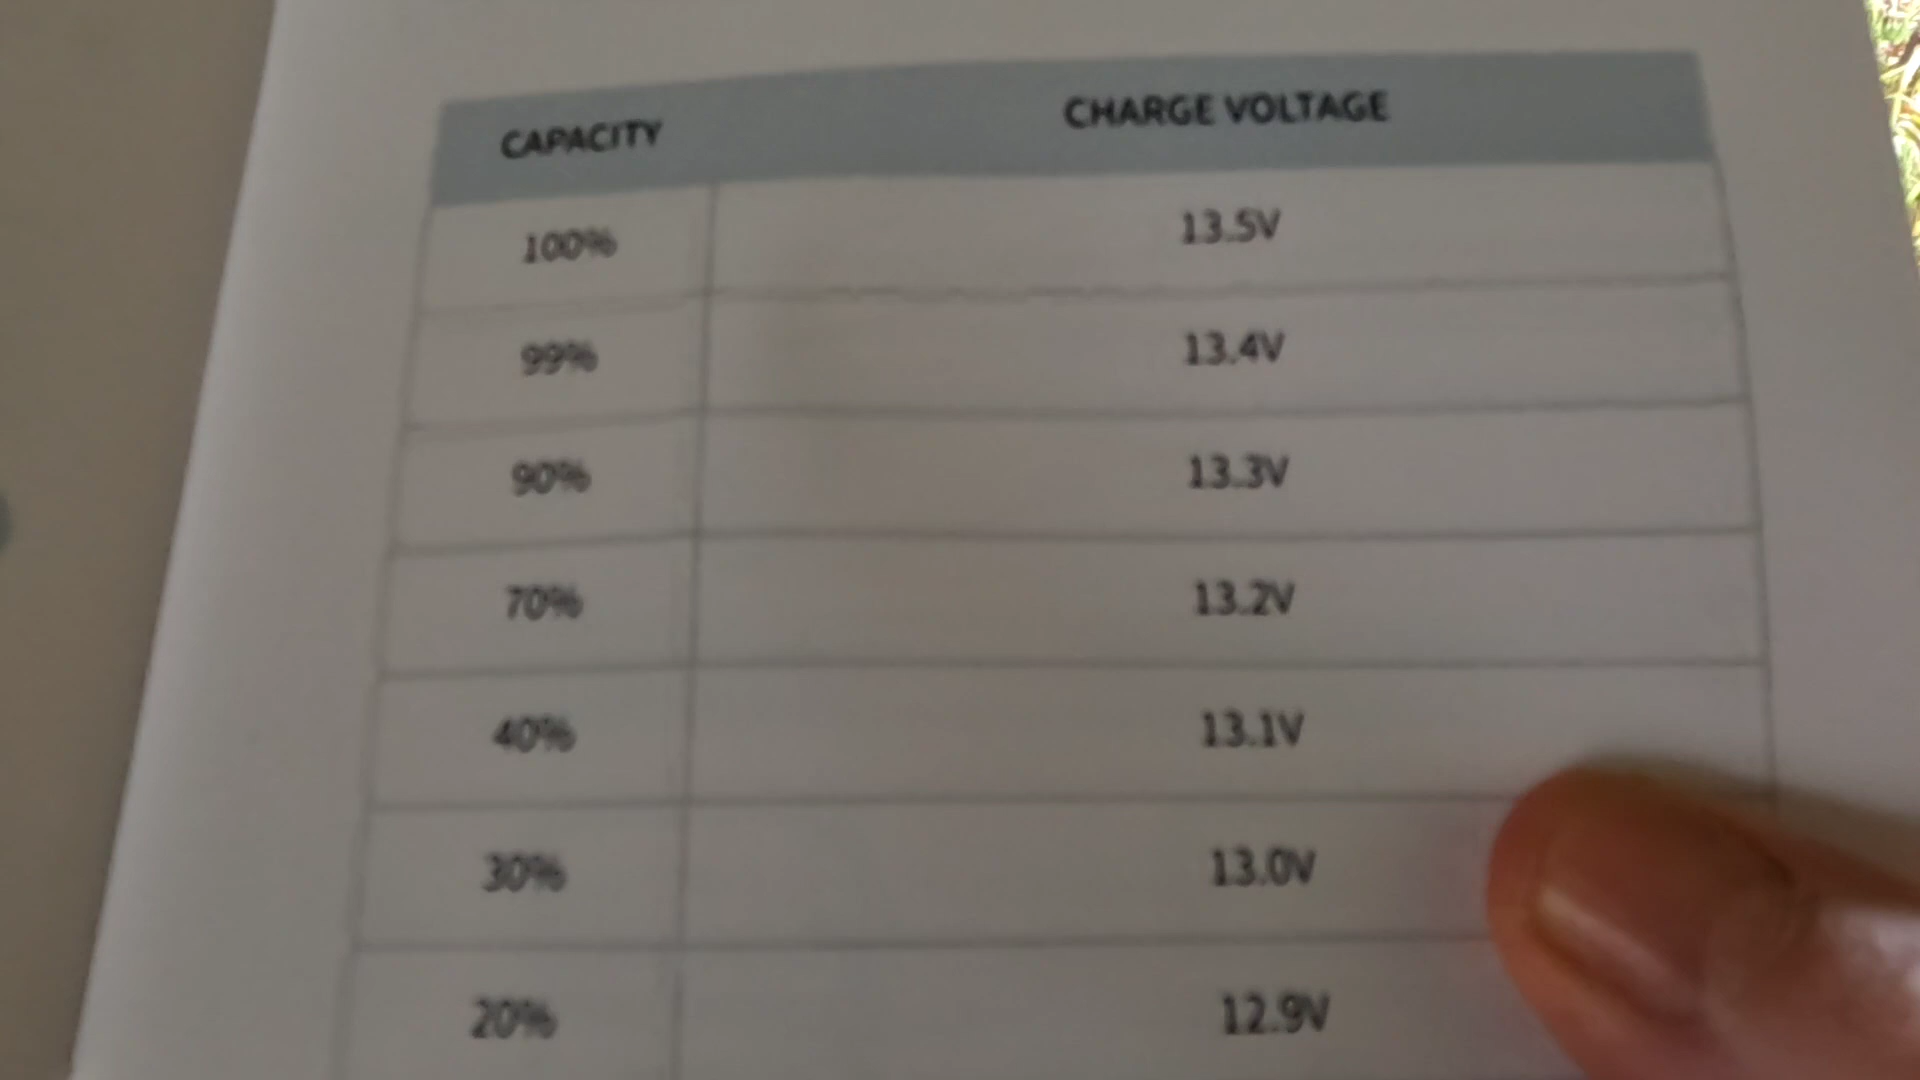 CAPACITY CHARGE VOLTAGE
100% 13.5V
99% 13.4V
90% 13.3V
70% 13.2V
40% 13.1V
30% 13.0V
20% 12.9V